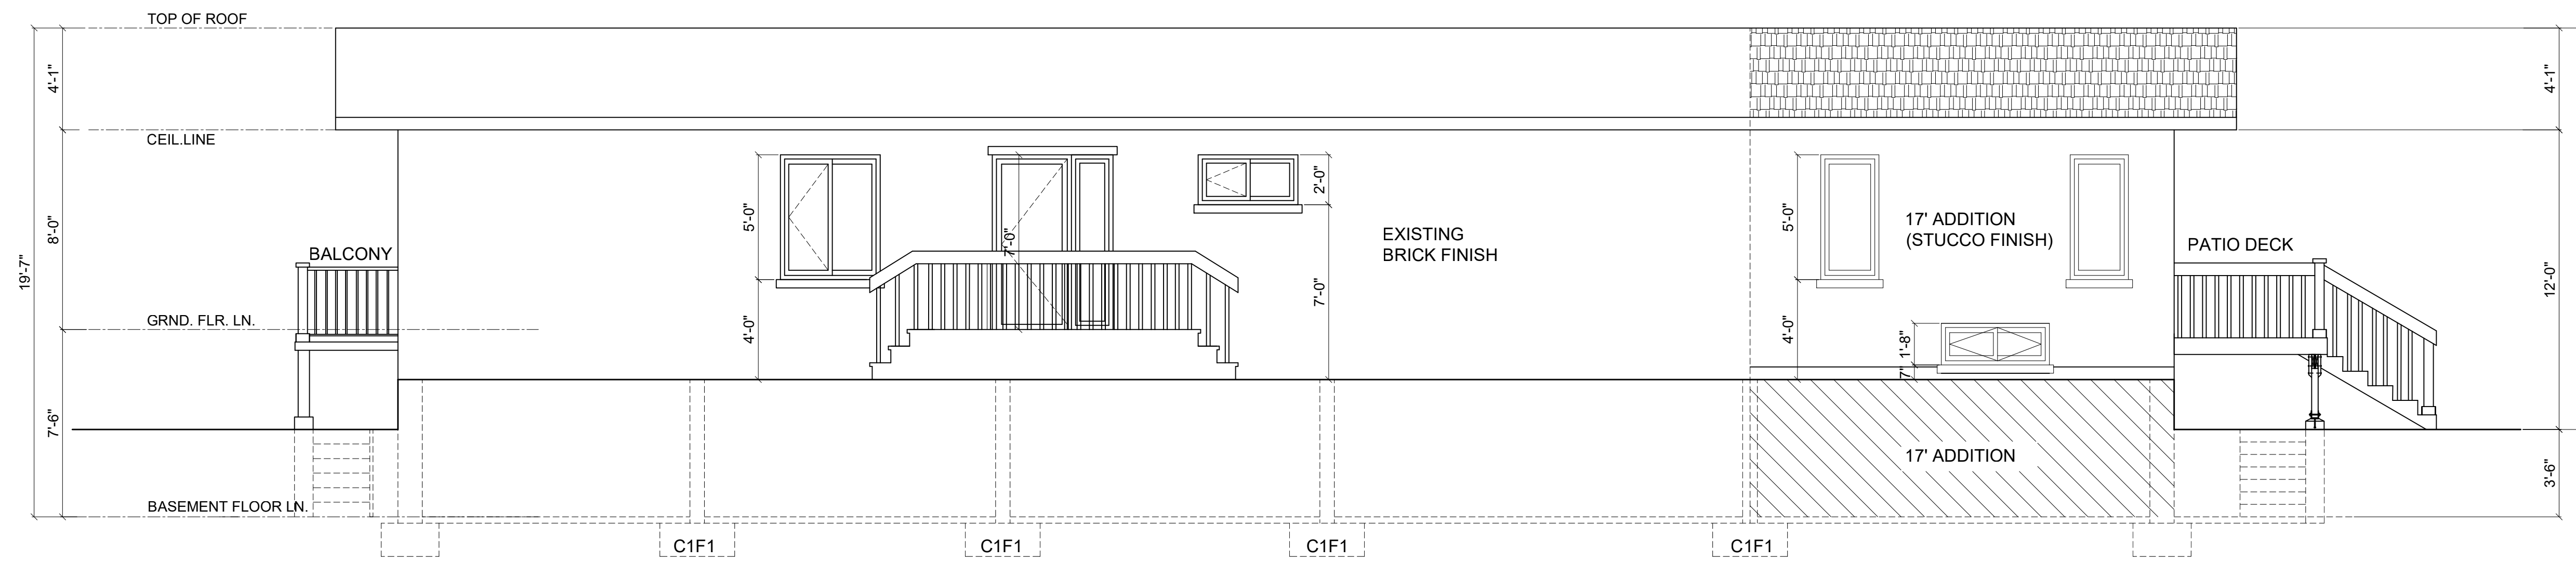 TOP OF ROOF
4'-1"
4'-1"
CEIL.LINE
5'-0"
7'-0"
2'-0"
5'-0"
8'-0"
19'-7"
BALCONY
EXISTING
BRICK FINISH
17' ADDITION
(STUCCO FINISH)
PATIO DECK
7'-0"
12'-0"
GRND. FLR. LN.
4'-0"
4'-0"
1'-8"
7"
7'-6"
17' ADDITION
3'-6"
BASEMENT FLOOR LN.
C1F1
C1F1
C1F1
C1F1